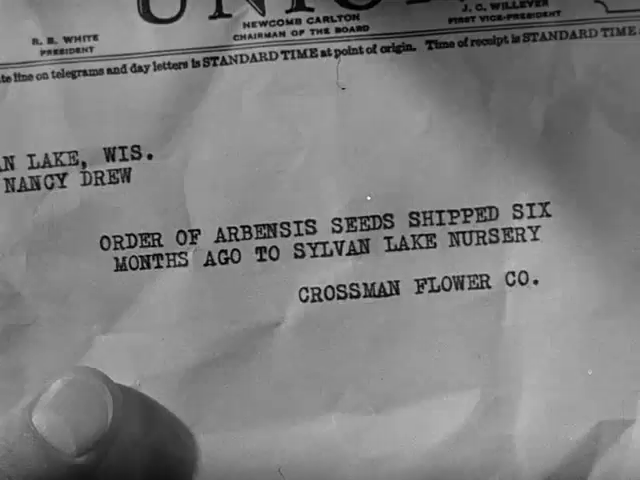 UNION
R. B. WHITE
PRESIDENT
NEWCOMB CARLTON
CHAIRMAN OF THE BOARD
J. C. WILLEVER
FIRST VICE-PRESIDENT
te line on telegrams and day letters is STANDARD TIME at point of origin. Time of receipt is STANDARD TIME
AN LAKE, WIS.
NANCY DREW
ORDER OF ARBENSIS SEEDS SHIPPED SIX
MONTHS AGO TO SYLVAN LAKE NURSERY
CROSSMAN FLOWER CO.